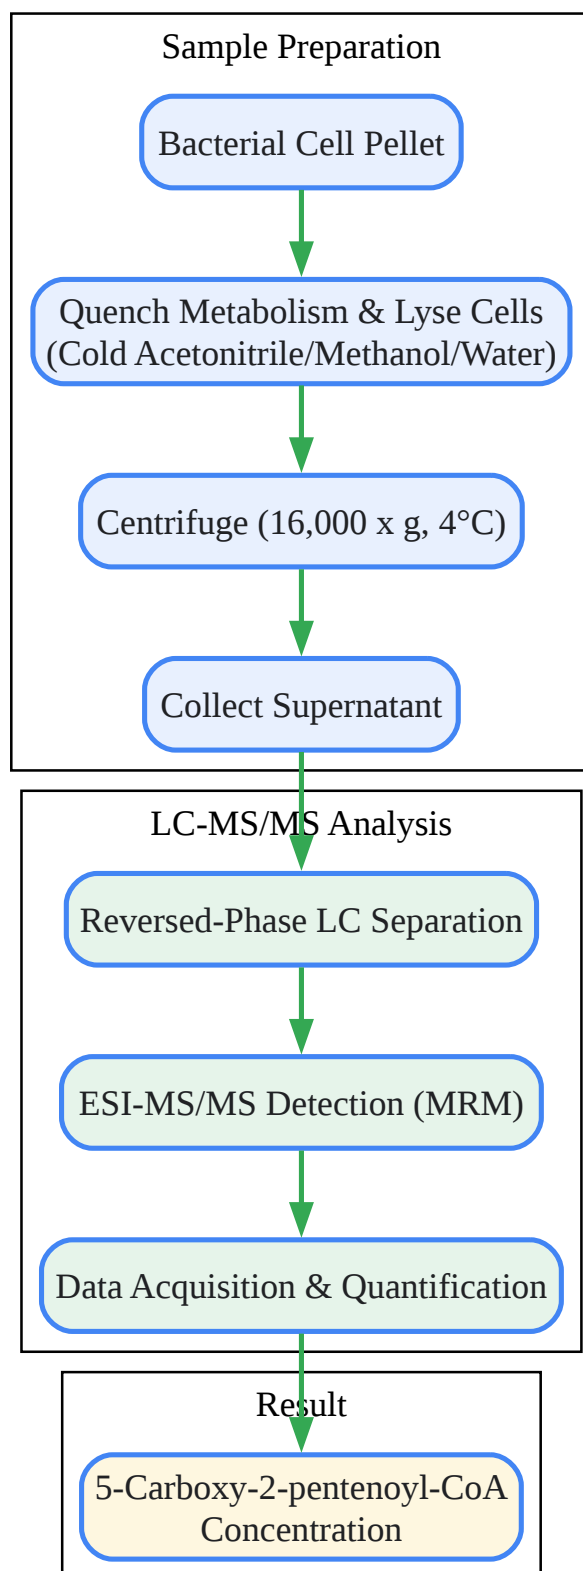 Sample Preparation
Bacterial Cell Pellet
Quench Metabolism & Lyse Cells
(Cold Acetonitrile/Methanol/Water)
Centrifuge (16,000 x g, 4°C)
Collect Supernatant
LC-MS/MS Analysis
Reversed-Phase LC Separation
ESI-MS/MS Detection (MRM)
Data Acquisition & Quantification
Result
5-Carboxy-2-pentenoyl-CoA
Concentration